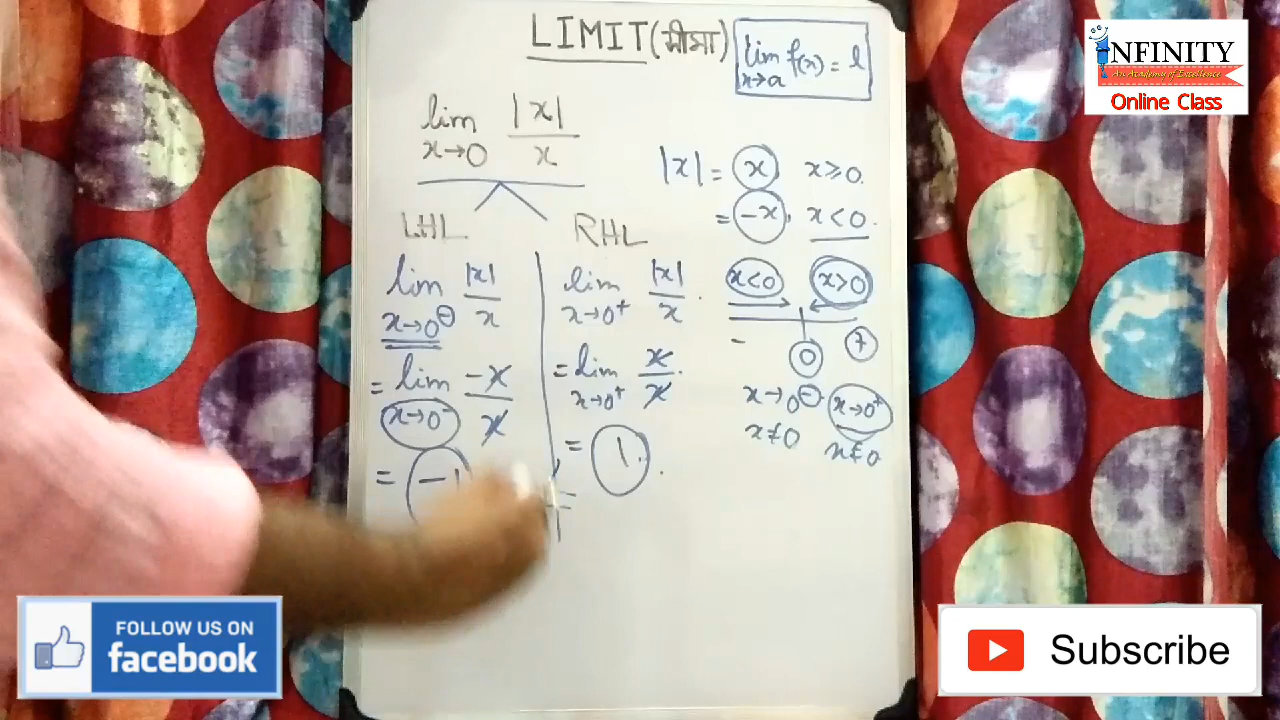 LIMIT (सीमा)
lim f(x) = l
x→a
INFINITY
An Academy of Excellence
Online Class
lim |x|/x
x→0
|x| = x, x ≥ 0.
= -x, x < 0.
LHL
RHL
lim |x|/x
x→0⁻
= lim -x/x
x→0⁻
= -1
lim |x|/x.
x→0⁺
= lim x/x.
x→0⁺
= 1.
x<0 x>0
- 0 +
x→0⁻ x→0⁺
x≠0 x≠0
≠
FOLLOW US ON
facebook
Subscribe